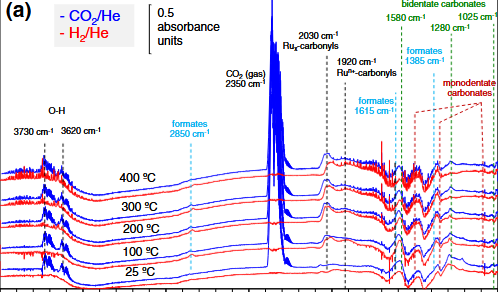 (a)
- CO2/He
- H2/He
0.5
absorbance
units
bidentate carbonates
1580 cm-1
1025 cm-1
1280 cm-1
2030 cm-1
Rux-carbonyls
1920 cm-1
Run+-carbonyls
formates
1385 cm-1
CO2 (gas)
2350 cm-1
monodentate
carbonates
formates
1615 cm-1
O-H
3730 cm-1
3620 cm-1
formates
2850 cm-1
400 ºC
300 ºC
200 ºC
100 ºC
25 ºC